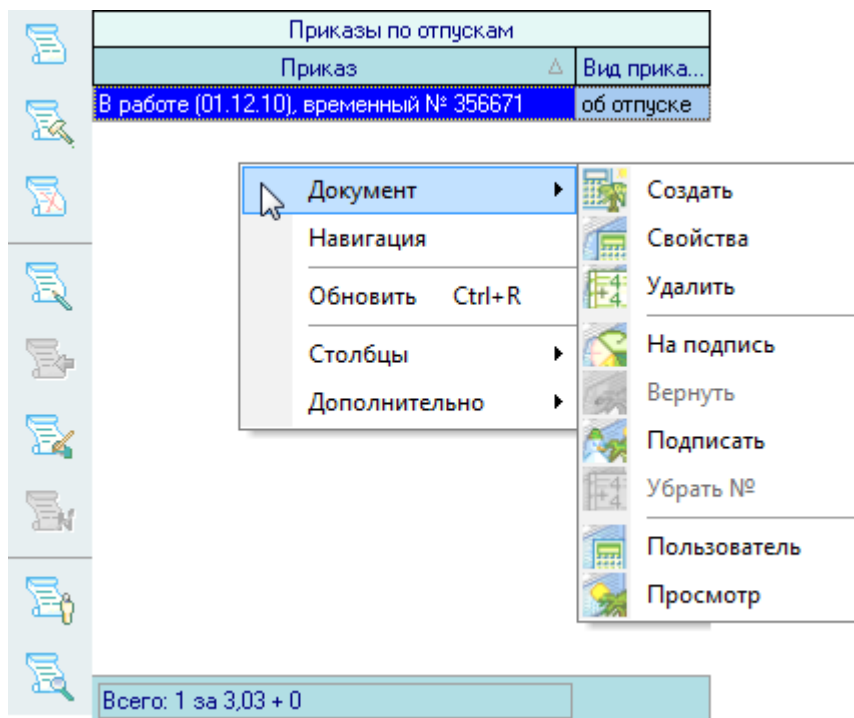 Приказы по отпускам
Приказ Вид прика...
В работе (01.12.10), временный № 356671 об отпуске
Документ
Навигация
Обновить Ctrl+R
Столбцы
Дополнительно
Создать
Свойства
Удалить
На подпись
Вернуть
Подписать
Убрать №
Пользователь
Просмотр
Всего: 1 за 3,03 + 0